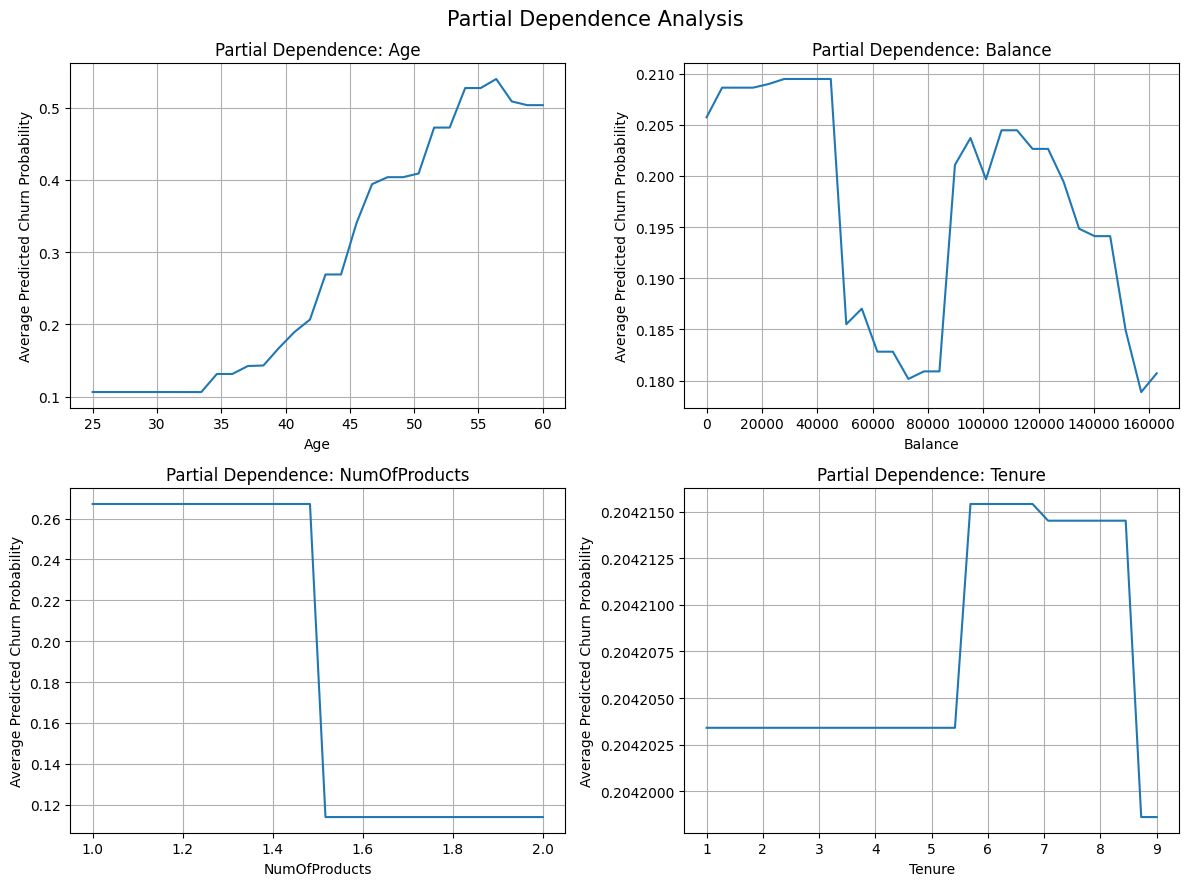 Partial Dependence Analysis
Partial Dependence: Age
Average Predicted Churn Probability
0.5
0.4
0.3
0.2
0.1
25 30 35 40 45 50 55 60
Age
Partial Dependence: Balance
Average Predicted Churn Probability
0.210
0.205
0.200
0.195
0.190
0.185
0.180
0 20000 40000 60000 80000 100000 120000 140000 160000
Balance
Partial Dependence: NumOfProducts
Average Predicted Churn Probability
0.26
0.24
0.22
0.20
0.18
0.16
0.14
0.12
1.0 1.2 1.4 1.6 1.8 2.0
NumOfProducts
Partial Dependence: Tenure
Average Predicted Churn Probability
0.2042150
0.2042125
0.2042100
0.2042075
0.2042050
0.2042025
0.2042000
1 2 3 4 5 6 7 8 9
Tenure